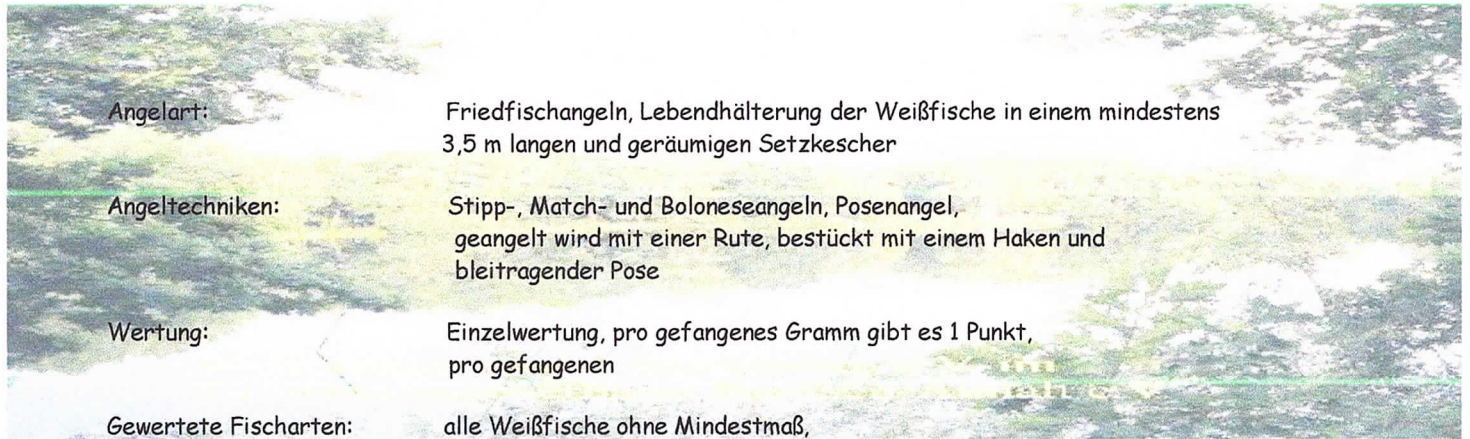 Angelart: Friedfischangeln, Lebendhälterung der Weißfische in einem mindestens
3,5 m langen und geräumigen Setzkescher
Angeltechniken: Stipp-, Match- und Boloneseangeln, Posenangel,
geangelt wird mit einer Rute, bestückt mit einem Haken und
bleitragender Pose
Wertung: Einzelwertung, pro gefangenes Gramm gibt es 1 Punkt,
pro gefangenen
Gewertete Fischarten: alle Weißfische ohne Mindestmaß,